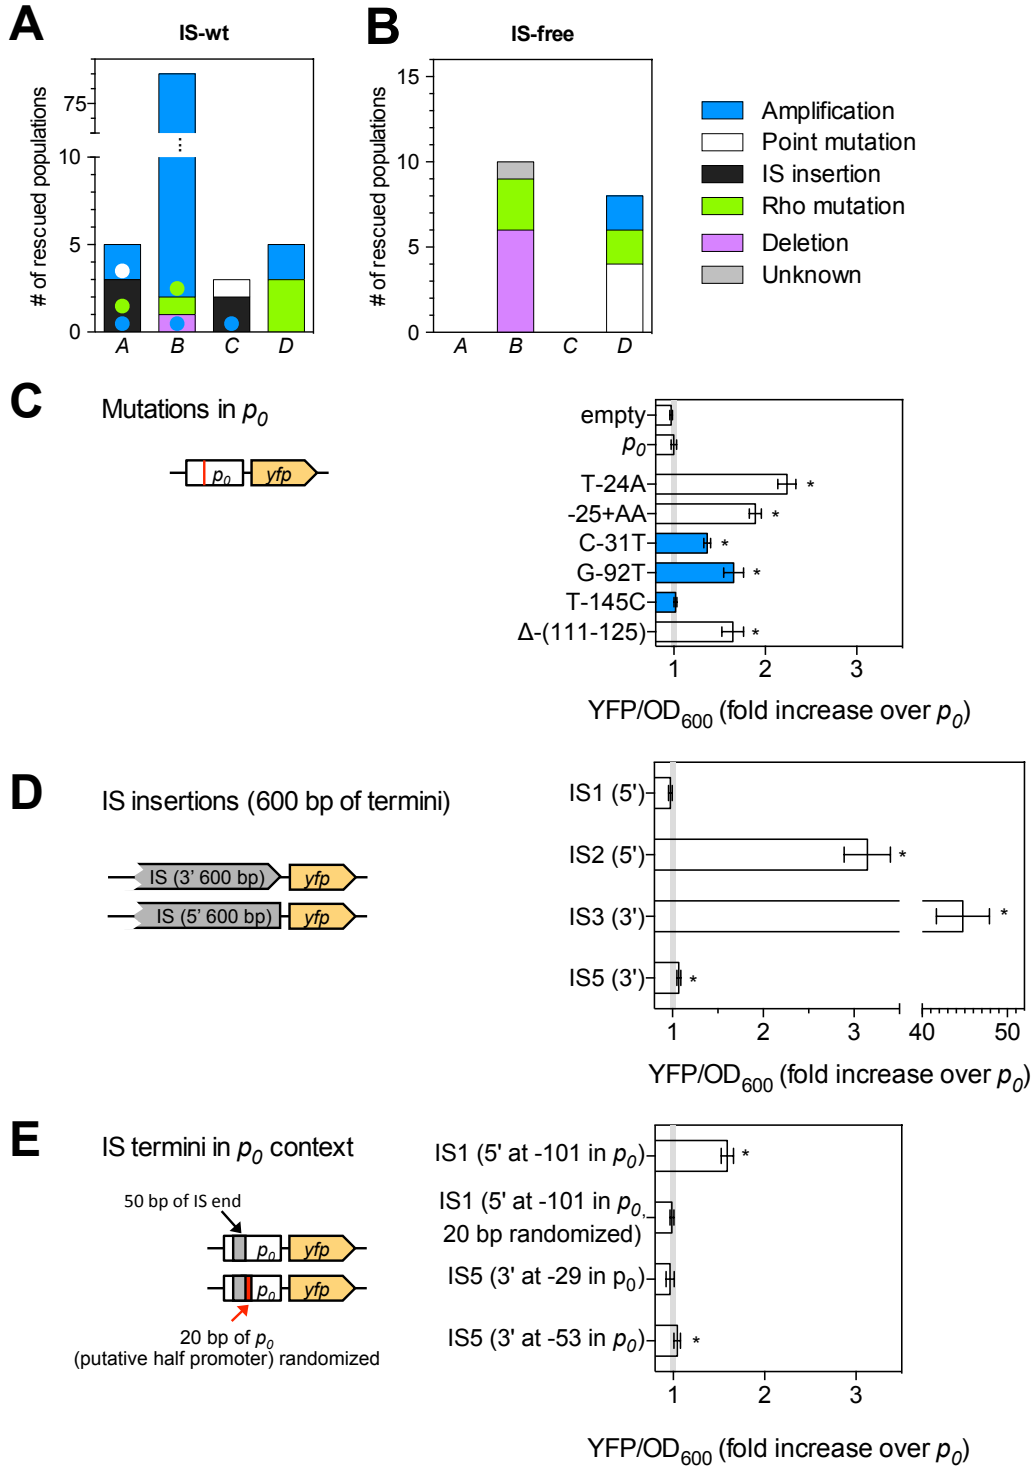 A
IS-wt
# of rescued populations
75
10
5
0
A B C D
B
IS-free
# of rescued populations
15
10
5
0
A B C D
Amplification
Point mutation
IS insertion
Rho mutation
Deletion
Unknown
C
Mutations in p0
p0 yfp
empty
p0
T-24A
*
-25+AA
*
C-31T
*
G-92T
*
T-145C
Δ-(111-125)
*
1 2 3
YFP/OD600 (fold increase over p0)
D
IS insertions (600 bp of termini)
IS (3' 600 bp) yfp
IS (5' 600 bp) yfp
IS1 (5')
IS2 (5')
*
IS3 (3')
*
IS5 (3')
*
1 2 3 40 50
YFP/OD600 (fold increase over p0)
E
IS termini in p0 context
50 bp of IS end
p0 yfp
p0 yfp
20 bp of p0
(putative half promoter) randomized
IS1 (5' at -101 in p0)
*
IS1 (5' at -101 in p0,
20 bp randomized)
IS5 (3' at -29 in p0)
IS5 (3' at -53 in p0)
*
1 2 3
YFP/OD600 (fold increase over p0)